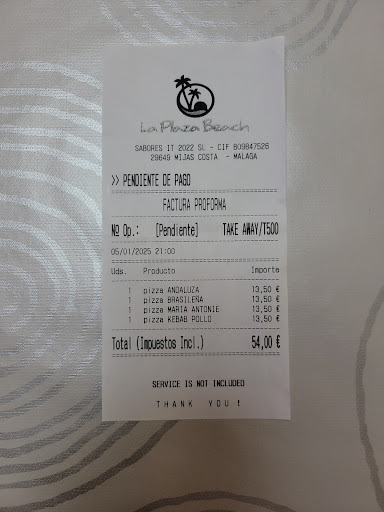 La Plaza Beach
SABORES IT 2022 SL - CIF B09847526
29649 MIJAS COSTA - MALAGA
>> PENDIENTE DE PAGO
FACTURA PROFORMA
Nº Op.: [Pendiente] TAKE AWAY/T500
05/01/2025 21:00
Uds. Producto Importe
1 pizza ANDALUZA 13,50 €
1 pizza BRASILEÑA 13,50 €
1 pizza MARIA ANTONIE 13,50 €
1 pizza KEBAB POLLO 13,50 €
Total (Impuestos Incl.) 54,00 €
SERVICE IS NOT INCLUDED
THANK YOU!